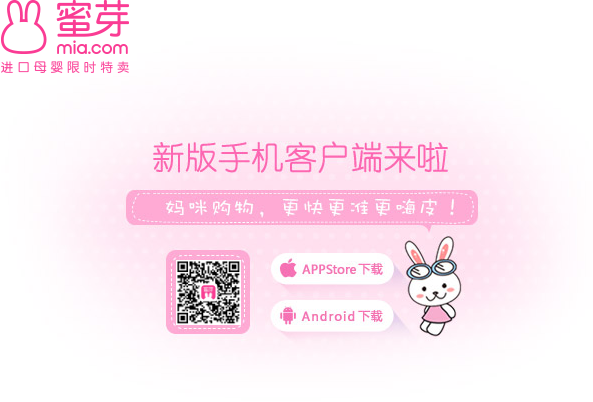 蜜芽
mia.com
进口母婴限时特卖
新版手机客户端来啦
妈咪购物，更快更准更嗨皮！
APPStore 下载
Android 下载